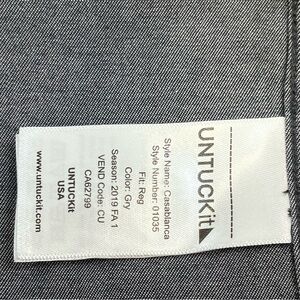 UNTUCKit
Style Name: Casablanca
Style Number: 01035
Fit: Reg
Color: Gry
Season: 2019 FA 1
VEND Code: CU
CA62799
UNTUCKit
USA
www.untuckit.com